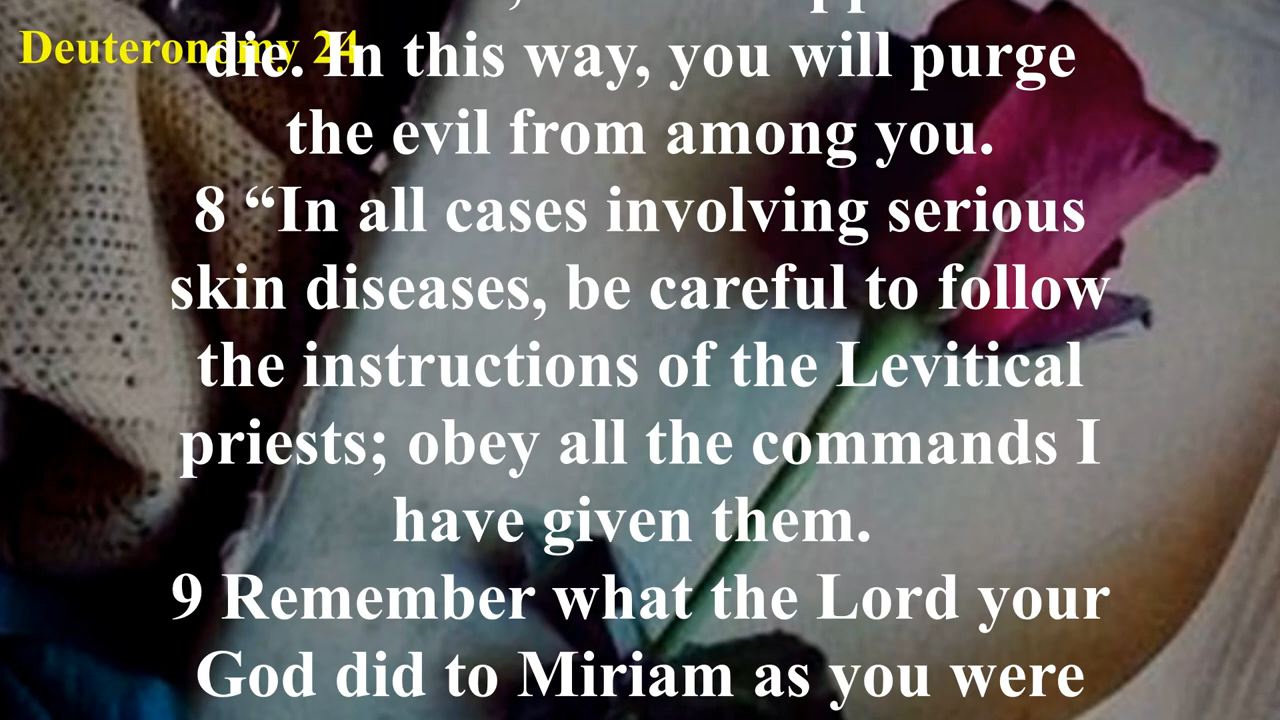 Deuteronomy 24
die. In this way, you will purge
the evil from among you.
8 “In all cases involving serious
skin diseases, be careful to follow
the instructions of the Levitical
priests; obey all the commands I
have given them.
9 Remember what the Lord your
God did to Miriam as you were